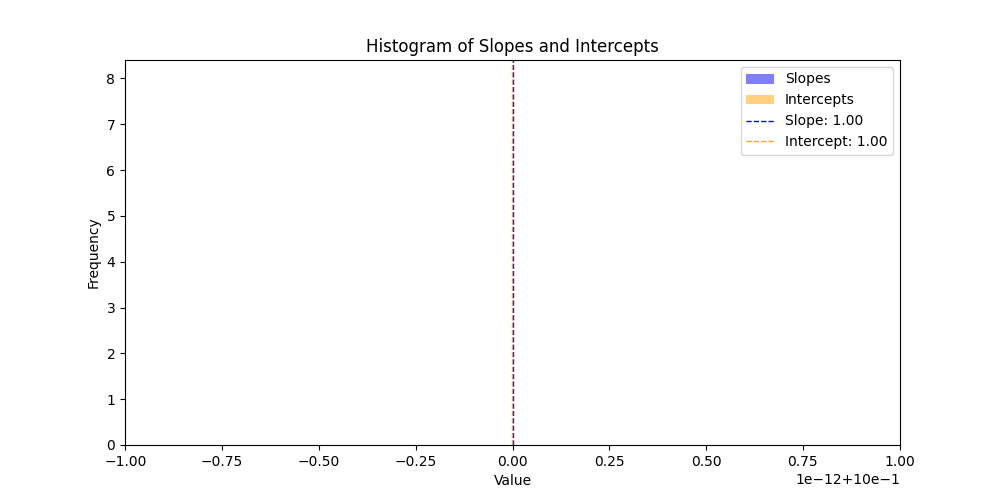 Histogram of Slopes and Intercepts
Slopes
Intercepts
Slope: 1.00
Intercept: 1.00
Frequency
8
7
6
5
4
3
2
1
0
−1.00 −0.75 −0.50 −0.25 0.00 0.25 0.50 0.75 1.00
Value
1e−12+10e−1